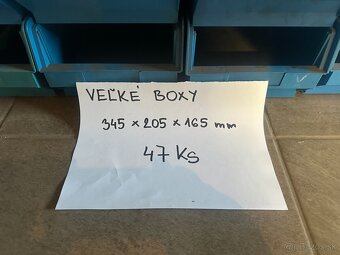 VEĽKÉ BOXY
345 × 205 × 165 mm
47 Ks